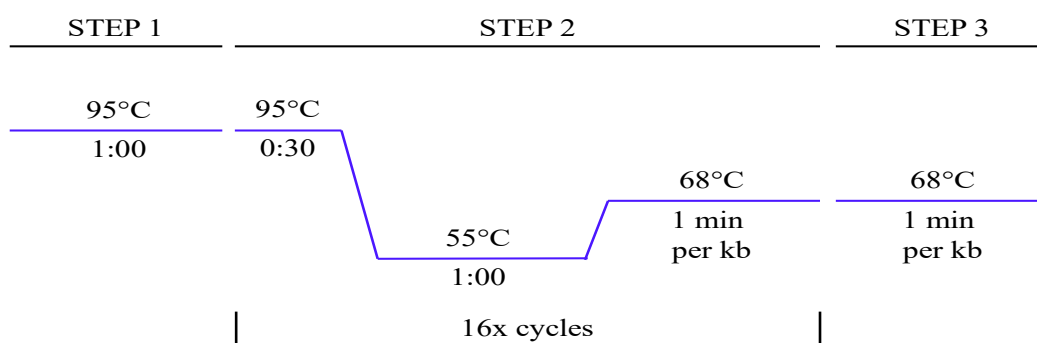 STEP 1 STEP 2 STEP 3
95°C 95°C
1:00 0:30
68°C 68°C
1 min 1 min
per kb per kb
55°C
1:00
16x cycles